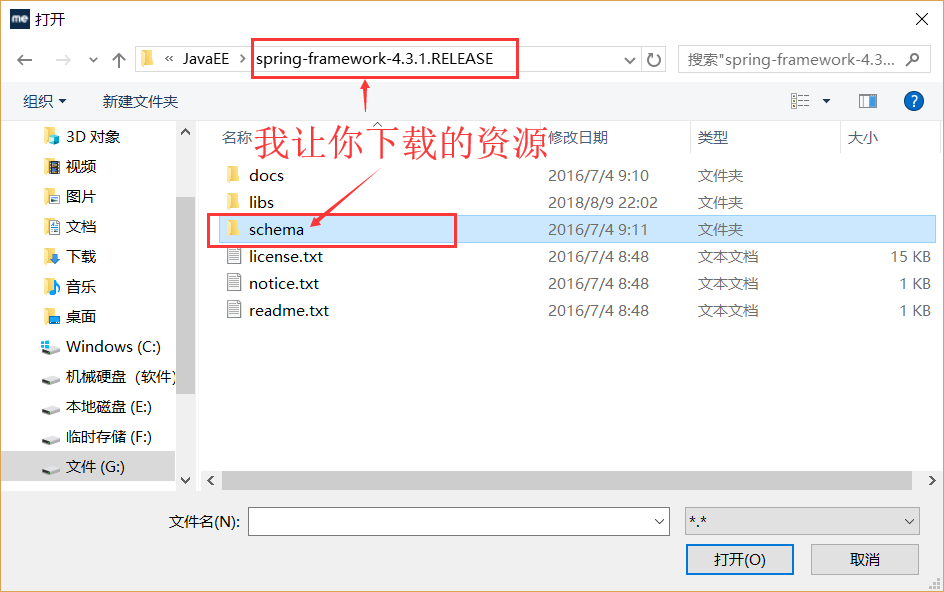 me 打开
« JavaEE > spring-framework-4.3.1.RELEASE
搜索"spring-framework-4.3...
组织 新建文件夹
?
我让你下载的资源
名称 修改日期 类型 大小
3D 对象
视频
图片
文档
下载
音乐
桌面
Windows (C:)
机械硬盘 (软件)
本地磁盘 (E:)
临时存储 (F:)
文件 (G:)
docs 2016/7/4 9:10 文件夹
libs 2018/8/9 22:02 文件夹
schema 2016/7/4 9:11 文件夹
license.txt 2016/7/4 8:48 文本文档 15 KB
notice.txt 2016/7/4 8:48 文本文档 1 KB
readme.txt 2016/7/4 8:48 文本文档 1 KB
文件名(N): *.*
打开(O) 取消